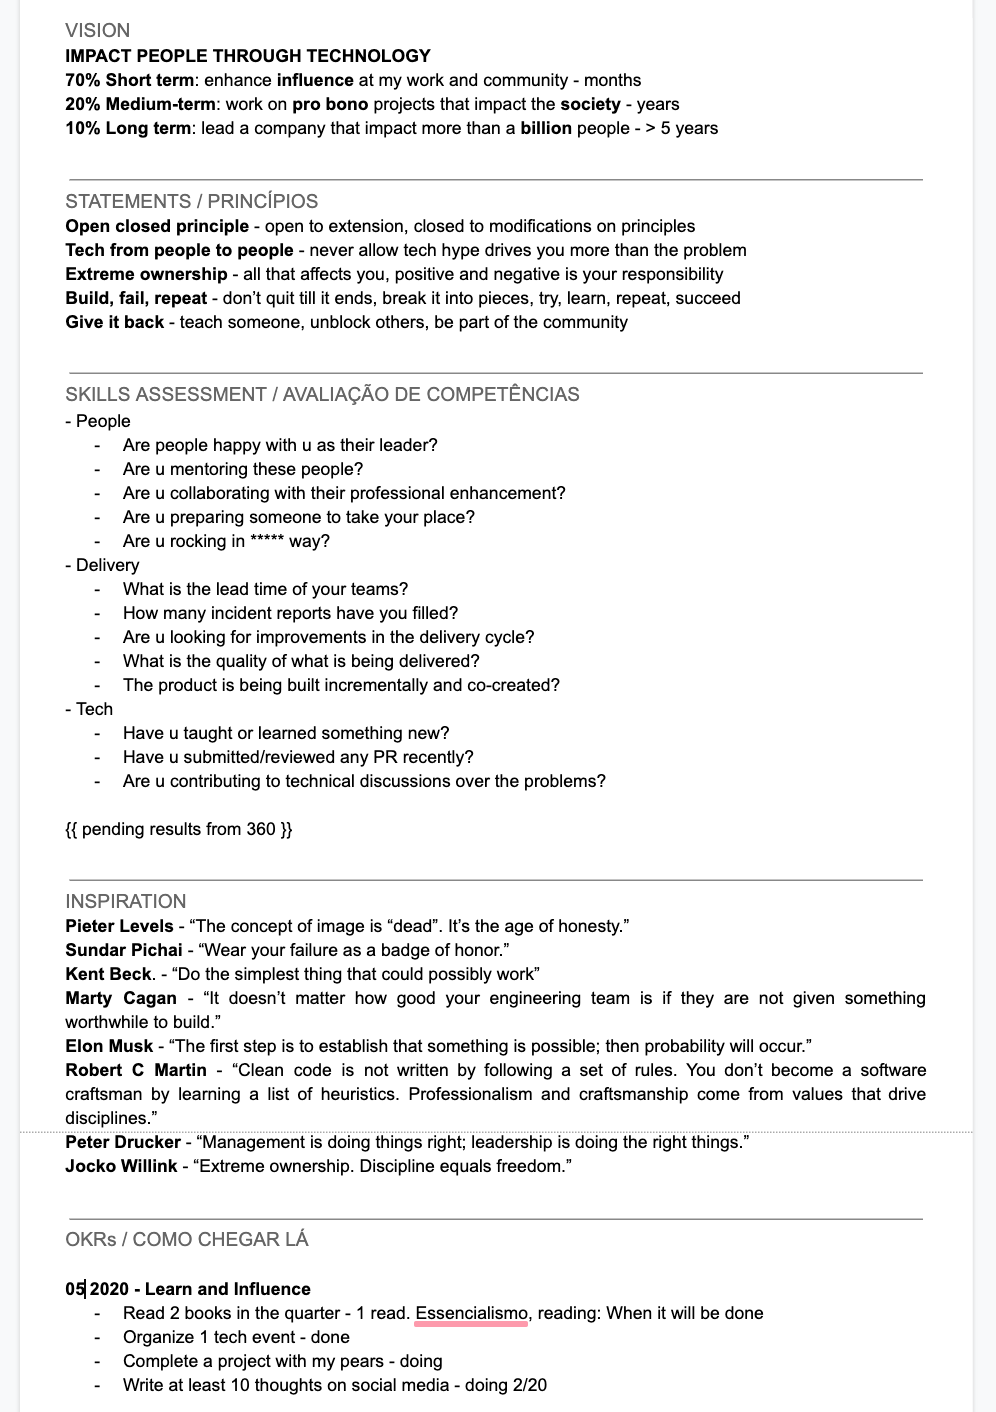 VISION
IMPACT PEOPLE THROUGH TECHNOLOGY
70% Short term: enhance influence at my work and community - months
20% Medium-term: work on pro bono projects that impact the society - years
10% Long term: lead a company that impact more than a billion people - > 5 years
STATEMENTS / PRINCÍPIOS
Open closed principle - open to extension, closed to modifications on principles
Tech from people to people - never allow tech hype drives you more than the problem
Extreme ownership - all that affects you, positive and negative is your responsibility
Build, fail, repeat - don’t quit till it ends, break it into pieces, try, learn, repeat, succeed
Give it back - teach someone, unblock others, be part of the community
SKILLS ASSESSMENT / AVALIAÇÃO DE COMPETÊNCIAS
- People
- Are people happy with u as their leader?
- Are u mentoring these people?
- Are u collaborating with their professional enhancement?
- Are u preparing someone to take your place?
- Are u rocking in ***** way?
- Delivery
- What is the lead time of your teams?
- How many incident reports have you filled?
- Are u looking for improvements in the delivery cycle?
- What is the quality of what is being delivered?
- The product is being built incrementally and co-created?
- Tech
- Have u taught or learned something new?
- Have u submitted/reviewed any PR recently?
- Are u contributing to technical discussions over the problems?
{{ pending results from 360 }}
INSPIRATION
Pieter Levels - “The concept of image is “dead”. It’s the age of honesty.”
Sundar Pichai - “Wear your failure as a badge of honor.”
Kent Beck. - “Do the simplest thing that could possibly work”
Marty Cagan - “It doesn’t matter how good your engineering team is if they are not given something
worthwhile to build.”
Elon Musk - “The first step is to establish that something is possible; then probability will occur.”
Robert C Martin - “Clean code is not written by following a set of rules. You don’t become a software
craftsman by learning a list of heuristics. Professionalism and craftsmanship come from values that drive
disciplines.”
Peter Drucker - “Management is doing things right; leadership is doing the right things.”
Jocko Willink - “Extreme ownership. Discipline equals freedom.”
OKRs / COMO CHEGAR LÁ
05 2020 - Learn and Influence
- Read 2 books in the quarter - 1 read. Essencialismo, reading: When it will be done
- Organize 1 tech event - done
- Complete a project with my pears - doing
- Write at least 10 thoughts on social media - doing 2/20